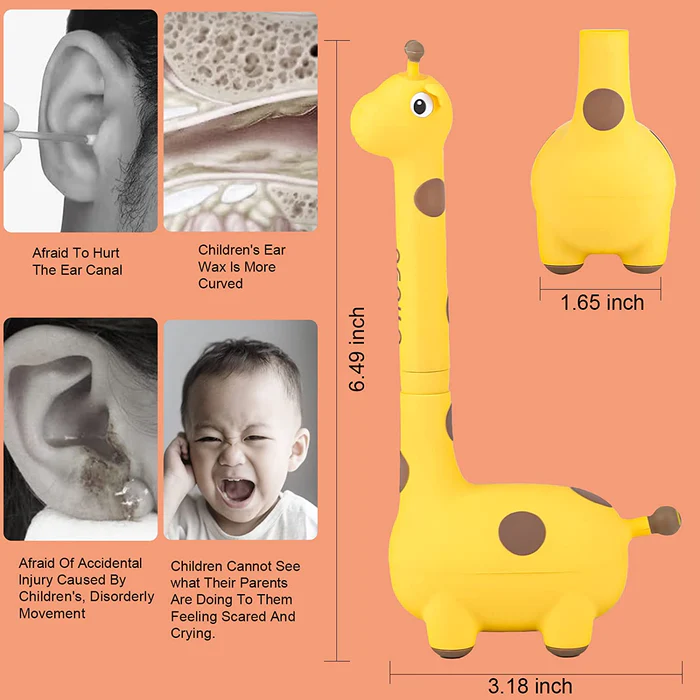 Afraid To Hurt
The Ear Canal
Children's Ear
Wax Is More
Curved
Afraid Of Accidental
Injury Caused By
Children's, Disorderly
Movement
Children Cannot See
what Their Parents
Are Doing To Them
Feeling Scared And
Crying.
6.49 inch
3.18 inch
1.65 inch